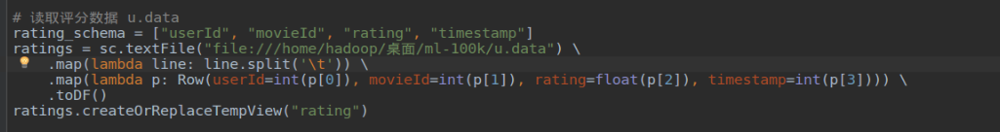 # 读取评分数据 u.data
rating_schema = ["userId", "movieId", "rating", "timestamp"]
ratings = sc.textFile("file:///home/hadoop/桌面/ml-100k/u.data") \
.map(lambda line: line.split('\t')) \
.map(lambda p: Row(userId=int(p[0]), movieId=int(p[1]), rating=float(p[2]), timestamp=int(p[3]))) \
.toDF()
ratings.createOrReplaceTempView("rating")